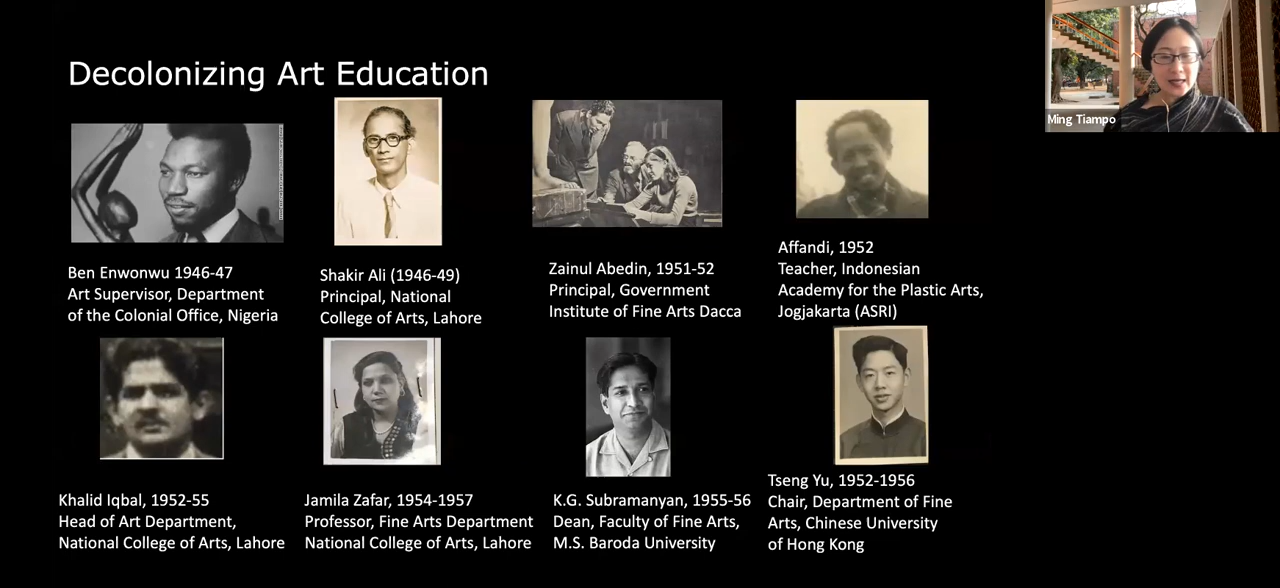 Decolonizing Art Education
Ming Tiampo
Ben Enwonwu 1946-47
Art Supervisor, Department
of the Colonial Office, Nigeria
Shakir Ali (1946-49)
Principal, National
College of Arts, Lahore
Zainul Abedin, 1951-52
Principal, Government
Institute of Fine Arts Dacca
Affandi, 1952
Teacher, Indonesian
Academy for the Plastic Arts,
Jogjakarta (ASRI)
Khalid Iqbal, 1952-55
Head of Art Department,
National College of Arts, Lahore
Jamila Zafar, 1954-1957
Professor, Fine Arts Department
National College of Arts, Lahore
K.G. Subramanyan, 1955-56
Dean, Faculty of Fine Arts,
M.S. Baroda University
Tseng Yu, 1952-1956
Chair, Department of Fine
Arts, Chinese University
of Hong Kong